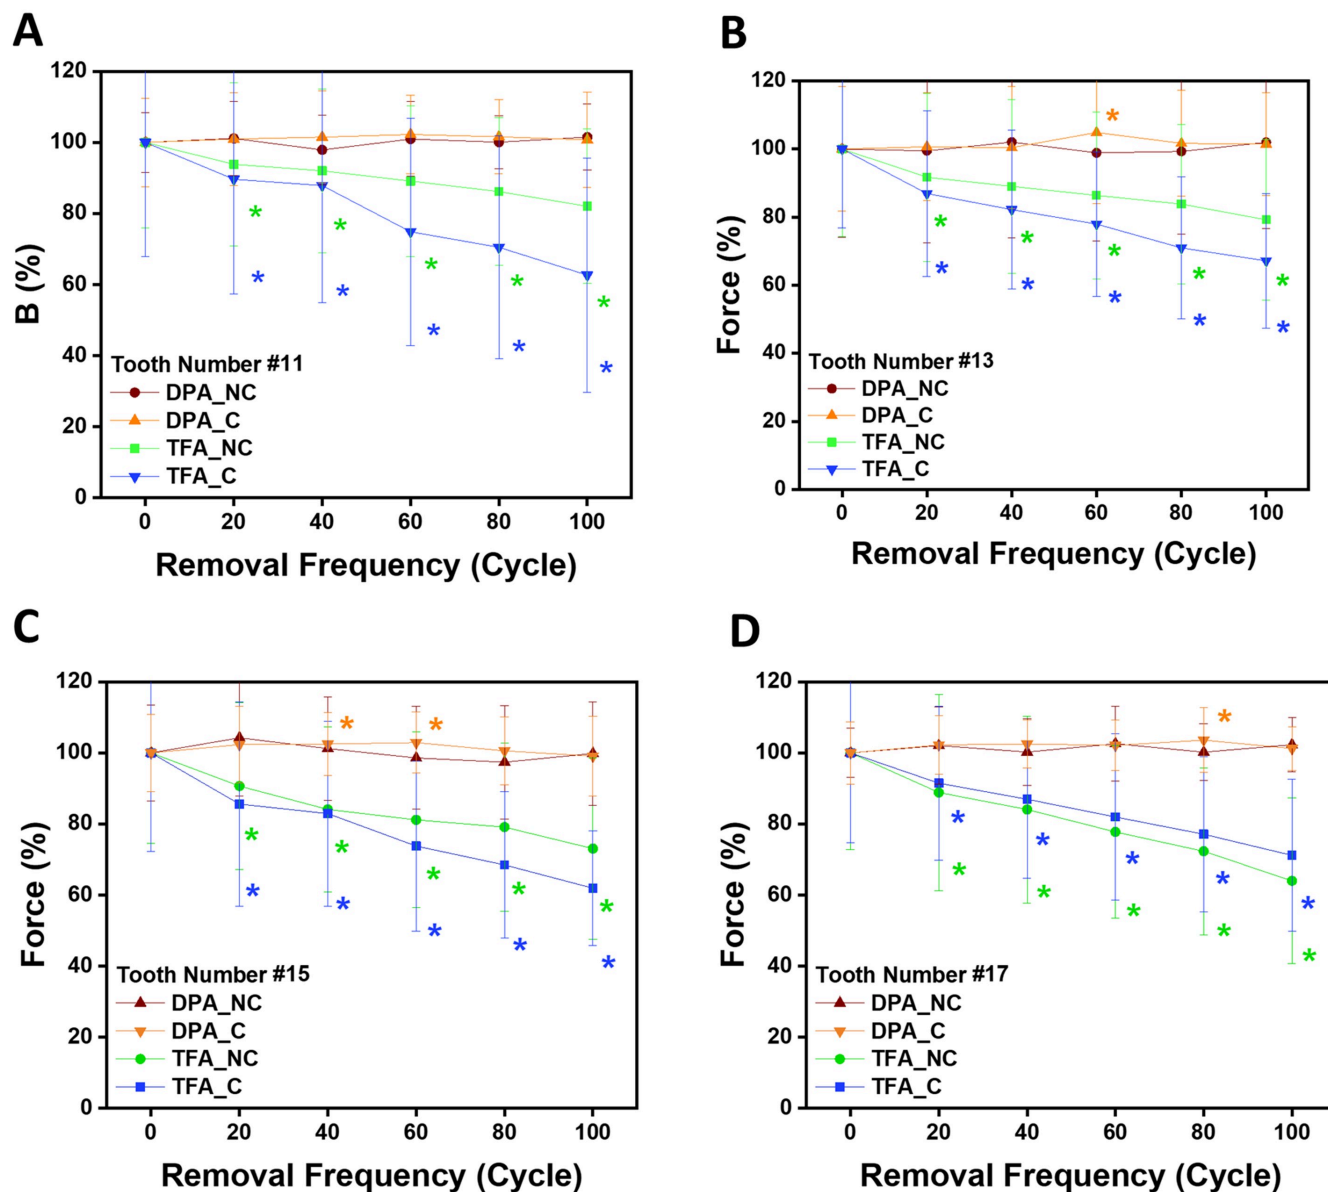 A
B (%)
120
100
80
60
40
20
0
*
*
*
*
*
*
*
*
*
*
Tooth Number #11
DPA_NC
DPA_C
TFA_NC
TFA_C
0 20 40 60 80 100
Removal Frequency (Cycle)
B
Force (%)
120
100
80
60
40
20
0
*
*
*
*
*
*
*
*
*
*
*
Tooth Number #13
DPA_NC
DPA_C
TFA_NC
TFA_C
0 20 40 60 80 100
Removal Frequency (Cycle)
C
Force (%)
120
100
80
60
40
20
0
*
*
*
*
*
*
*
*
*
*
*
*
Tooth Number #15
DPA_NC
DPA_C
TFA_NC
TFA_C
0 20 40 60 80 100
Removal Frequency (Cycle)
D
Force (%)
120
100
80
60
40
20
0
*
*
*
*
*
*
*
*
*
*
*
Tooth Number #17
DPA_NC
DPA_C
TFA_NC
TFA_C
0 20 40 60 80 100
Removal Frequency (Cycle)